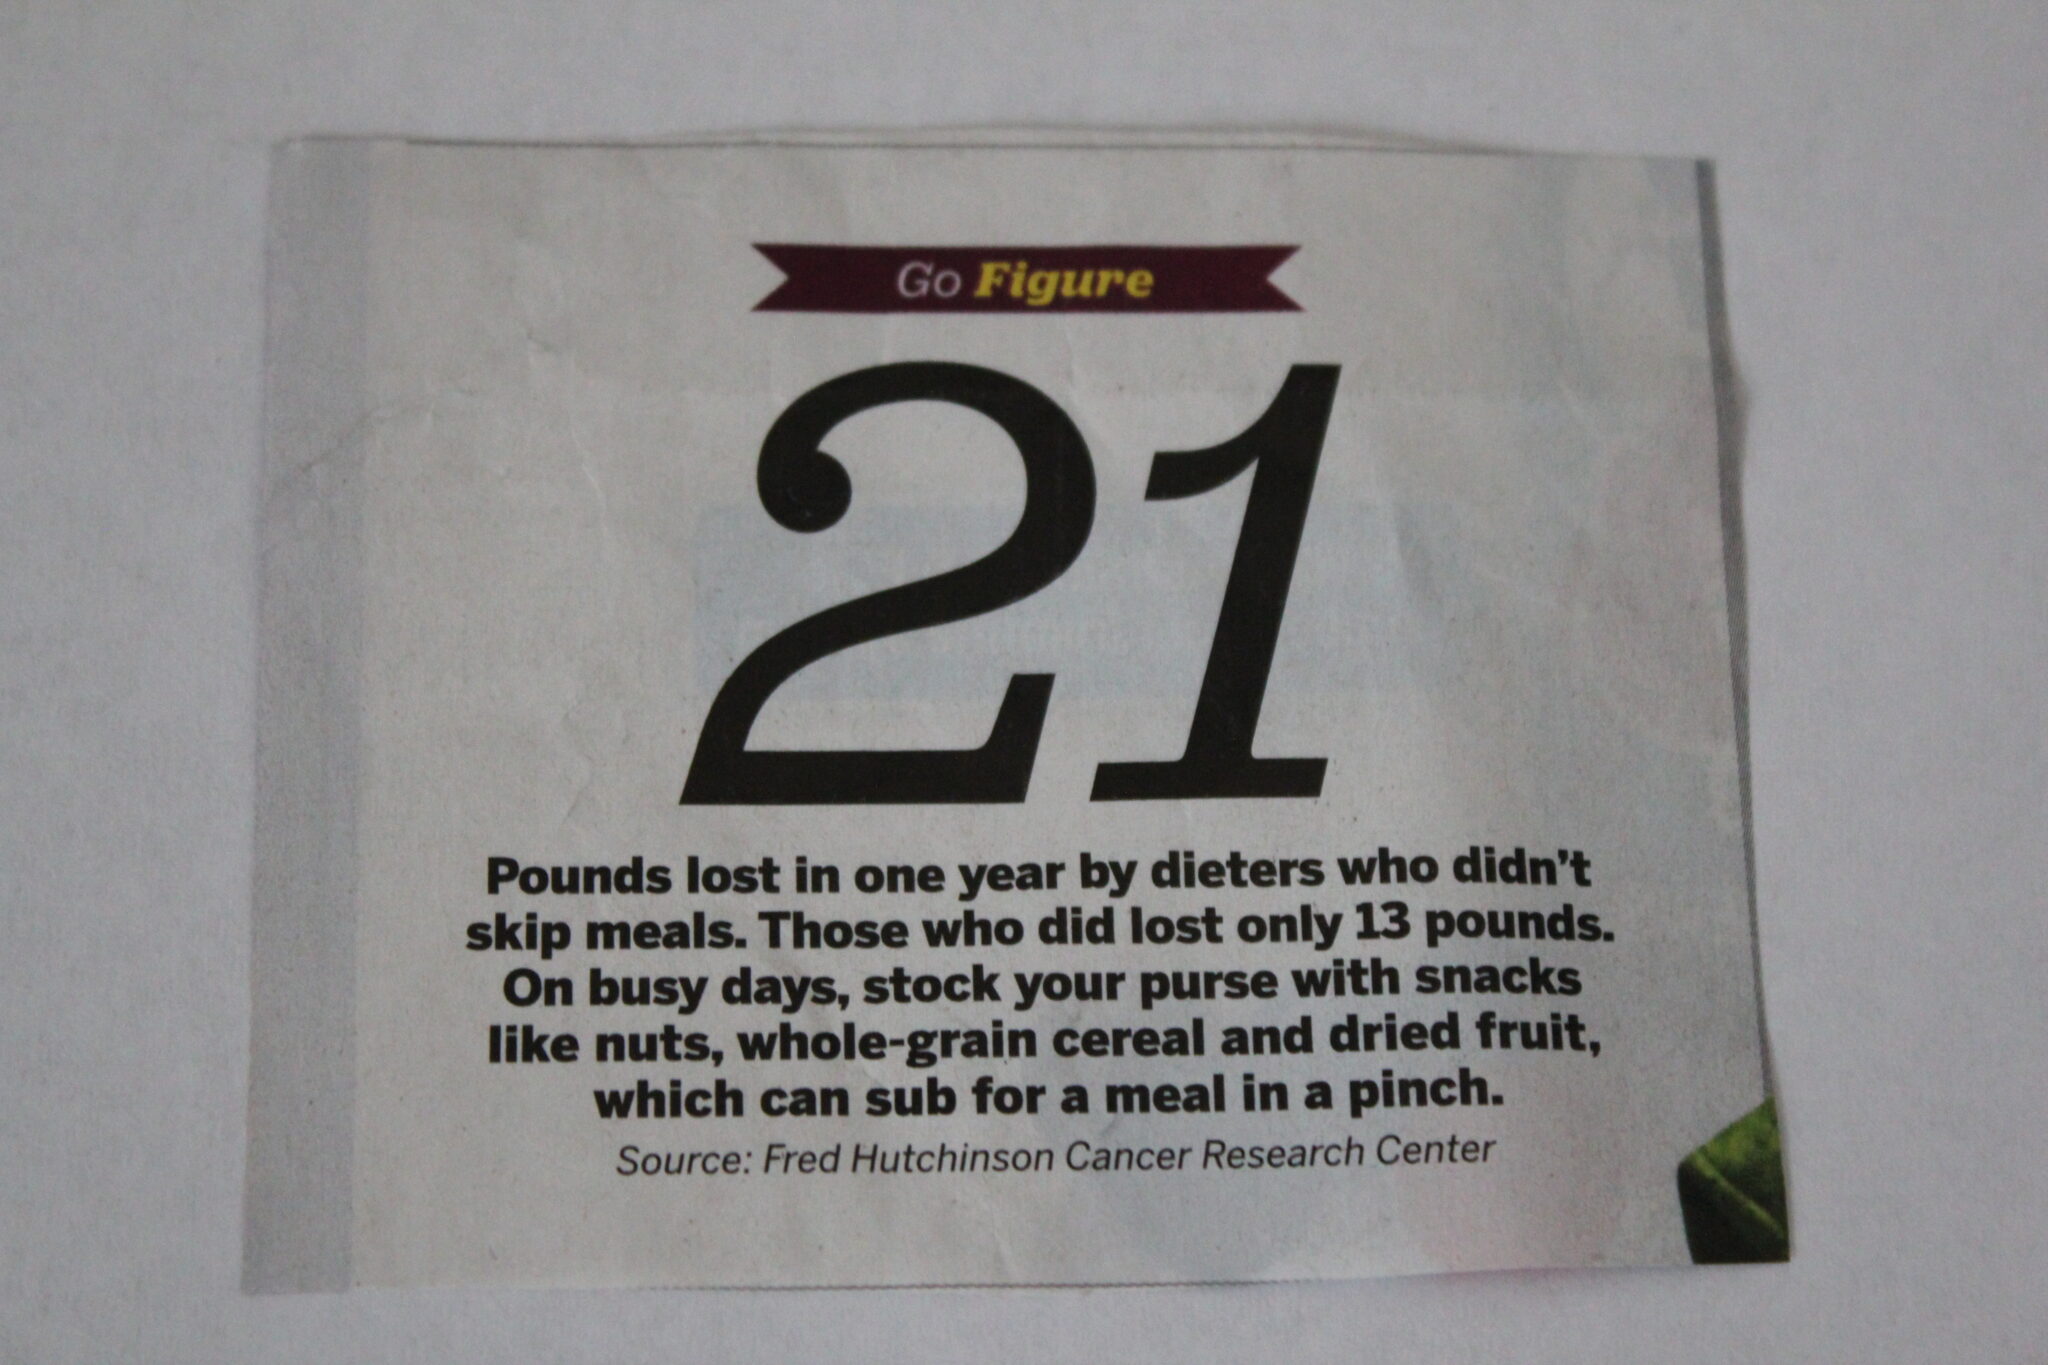 Go Figure
21
Pounds lost in one year by dieters who didn’t
skip meals. Those who did lost only 13 pounds.
On busy days, stock your purse with snacks
like nuts, whole-grain cereal and dried fruit,
which can sub for a meal in a pinch.
Source: Fred Hutchinson Cancer Research Center